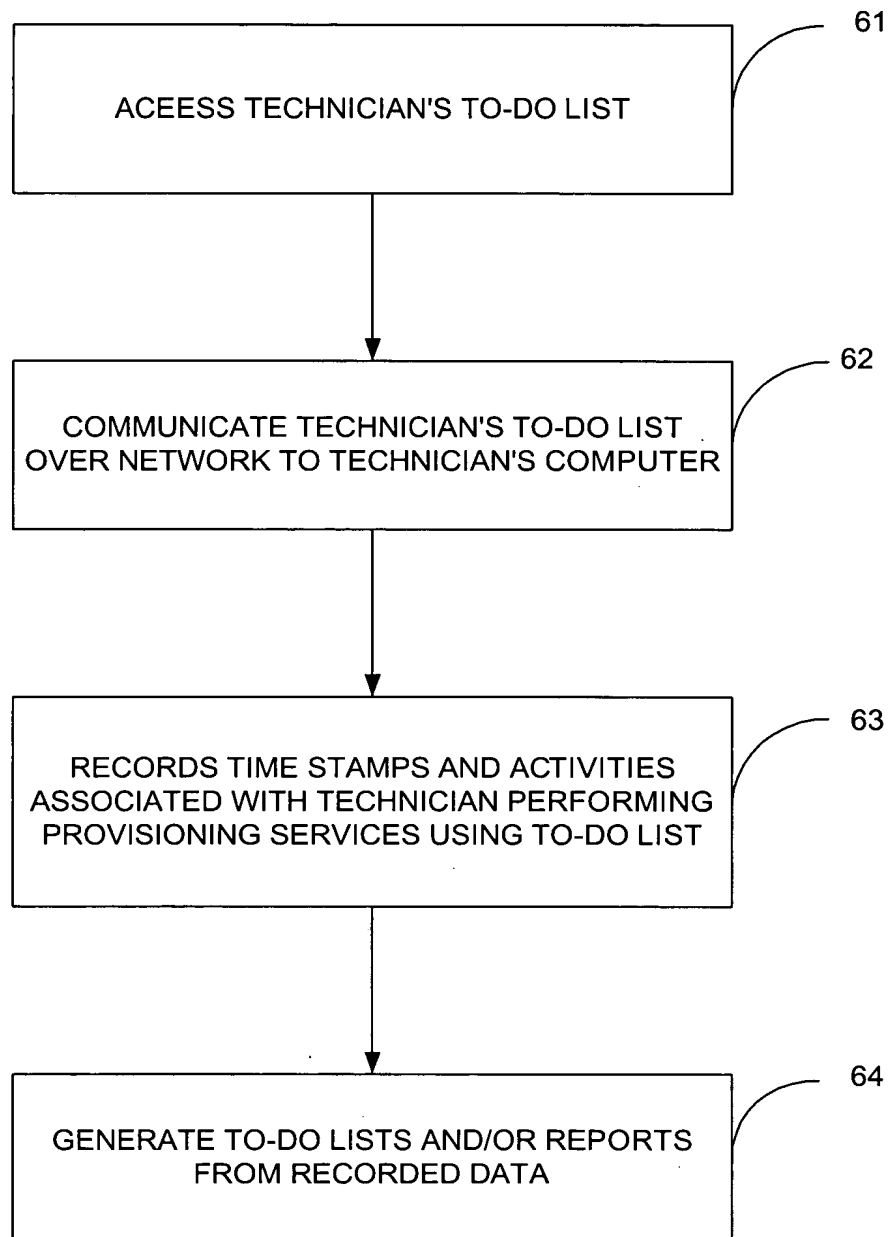 61
ACEESS TECHNICIAN'S TO-DO LIST
62
COMMUNICATE TECHNICIAN'S TO-DO LIST
OVER NETWORK TO TECHNICIAN'S COMPUTER
63
RECORDS TIME STAMPS AND ACTIVITIES
ASSOCIATED WITH TECHNICIAN PERFORMING
PROVISIONING SERVICES USING TO-DO LIST
64
GENERATE TO-DO LISTS AND/OR REPORTS
FROM RECORDED DATA